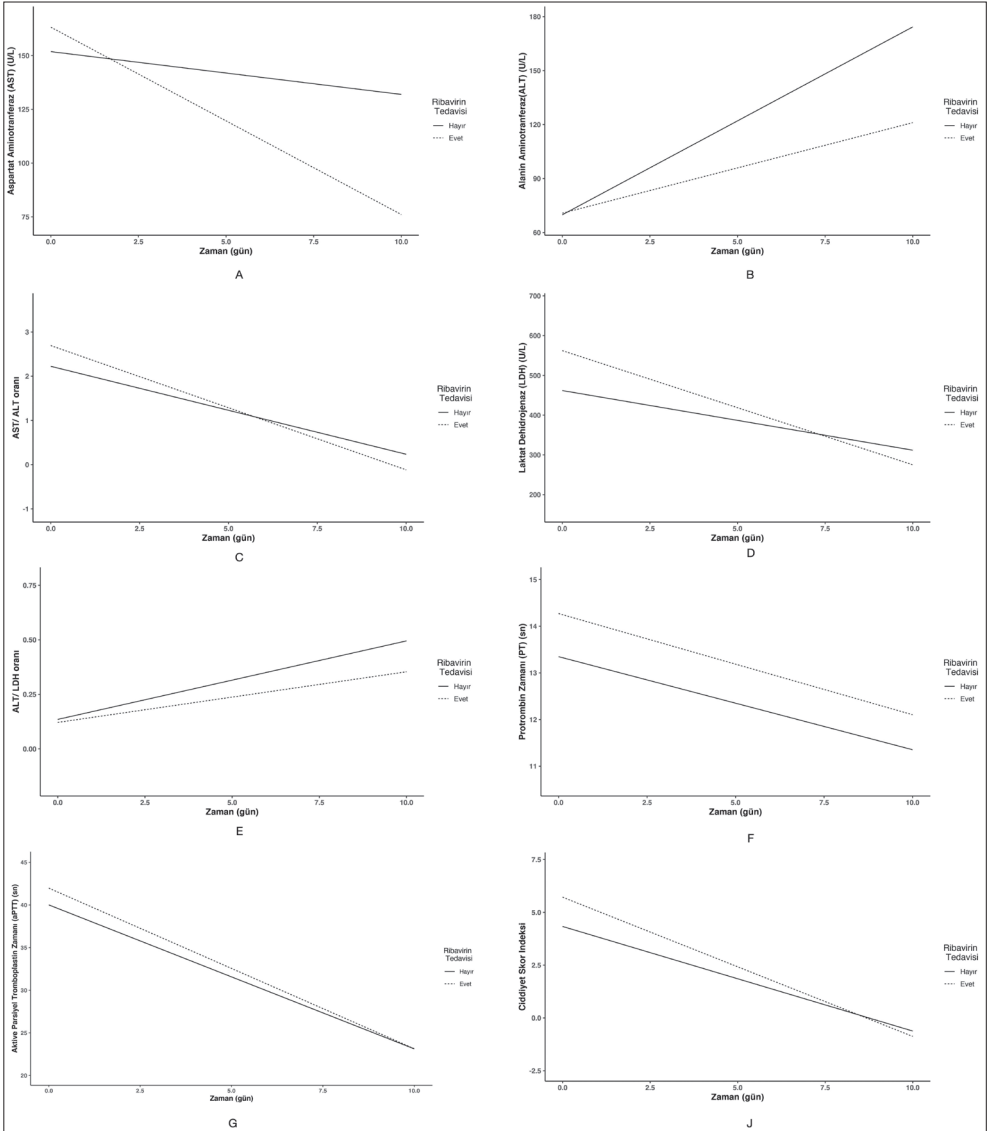 Aspartat Aminotranferaz (AST) (U/L)
150
125
100
75
0.0
2.5
5.0
7.5
10.0
Zaman (gün)
Ribavirin
Tedavisi
Hayır
Evet
A
Alanin Aminotranferaz(ALT) (U/L)
180
150
120
90
60
0.0
2.5
5.0
7.5
10.0
Zaman (gün)
Ribavirin
Tedavisi
Hayır
Evet
B
AST/ ALT oranı
3
2
1
0
-1
0.0
2.5
5.0
7.5
10.0
Zaman (gün)
Ribavirin
Tedavisi
Hayır
Evet
C
Laktat Dehidrojenaz (LDH) (U/L)
700
600
500
400
300
200
0.0
2.5
5.0
7.5
10.0
Zaman (gün)
Ribavirin
Tedavisi
Hayır
Evet
D
ALT/ LDH oranı
0.75
0.50
0.25
0.00
0.0
2.5
5.0
7.5
10.0
Zaman (gün)
Ribavirin
Tedavisi
Hayır
Evet
E
Protrombin Zamanı (PT) (sn)
15
14
13
12
11
0.0
2.5
5.0
7.5
10.0
Zaman (gün)
Ribavirin
Tedavisi
Hayır
Evet
F
Aktive Parsiyel Tromboplastin Zamanı (aPTT) (sn)
45
40
35
30
25
20
0.0
2.5
5.0
7.5
10.0
Zaman (gün)
Ribavirin
Tedavisi
Hayır
Evet
G
Ciddiyet Skor Indeksi
7.5
5.0
2.5
0.0
-2.5
0.0
2.5
5.0
7.5
10.0
Zaman (gün)
Ribavirin
Tedavisi
Hayır
Evet
J